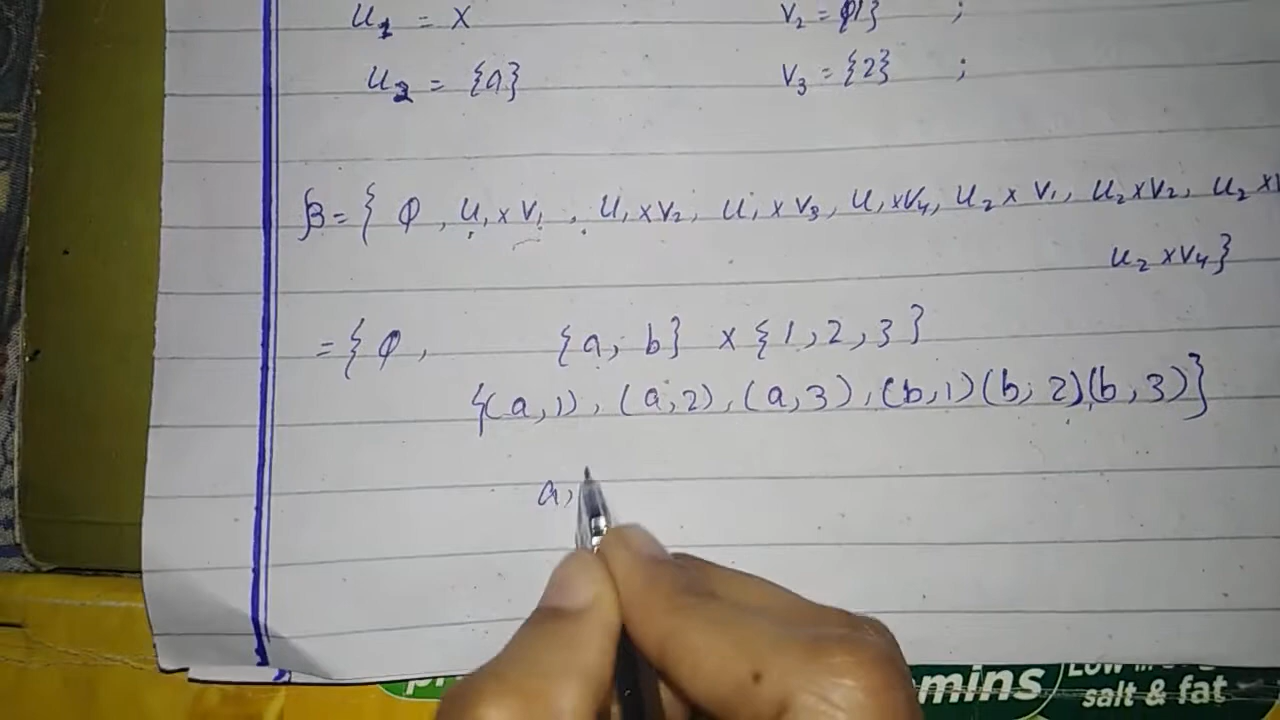 U₁ = X V₂ = {1} ;
U₂ = {a} V₃ = {2} ;
β = { φ , U₁ × V₁ , U₁ × V₂ , U₁ × V₃ , U₁ × V₄ , U₂ × V₁ , U₂ × V₂ , U₂ ×
U₂ × V₄ }
= { φ , {a, b} × {1, 2, 3}
{(a,1), (a,2), (a,3), (b,1)(b,2)(b,3)}
a,
mins
salt & fat